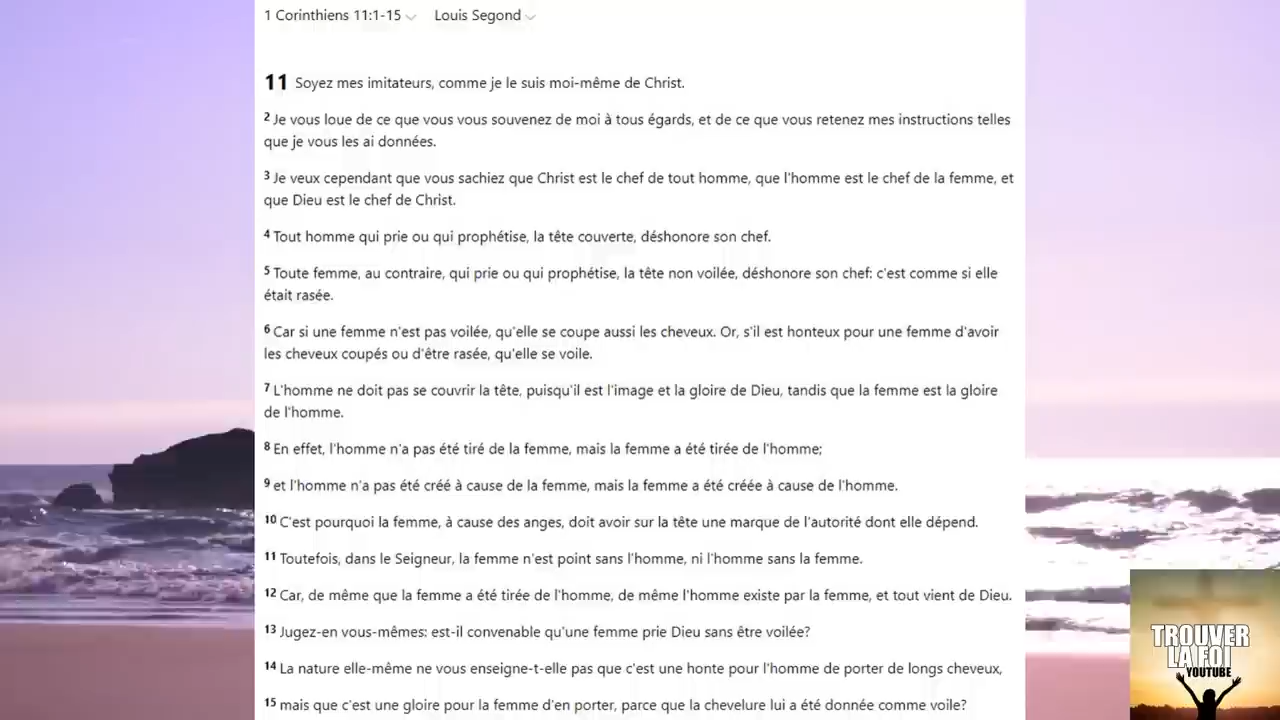 1 Corinthiens 11:1-15 Louis Segond
11 Soyez mes imitateurs, comme je le suis moi-même de Christ.
2 Je vous loue de ce que vous vous souvenez de moi à tous égards, et de ce que vous retenez mes instructions telles
que je vous les ai données.
3 Je veux cependant que vous sachiez que Christ est le chef de tout homme, que l'homme est le chef de la femme, et
que Dieu est le chef de Christ.
4 Tout homme qui prie ou qui prophétise, la tête couverte, déshonore son chef.
5 Toute femme, au contraire, qui prie ou qui prophétise, la tête non voilée, déshonore son chef: c'est comme si elle
était rasée.
6 Car si une femme n'est pas voilée, qu'elle se coupe aussi les cheveux. Or, s'il est honteux pour une femme d'avoir
les cheveux coupés ou d'être rasée, qu'elle se voile.
7 L'homme ne doit pas se couvrir la tête, puisqu'il est l'image et la gloire de Dieu, tandis que la femme est la gloire
de l'homme.
8 En effet, l'homme n'a pas été tiré de la femme, mais la femme a été tirée de l'homme;
9 et l'homme n'a pas été créé à cause de la femme, mais la femme a été créée à cause de l'homme.
10 C'est pourquoi la femme, à cause des anges, doit avoir sur la tête une marque de l'autorité dont elle dépend.
11 Toutefois, dans le Seigneur, la femme n'est point sans l'homme, ni l'homme sans la femme.
12 Car, de même que la femme a été tirée de l'homme, de même l'homme existe par la femme, et tout vient de Dieu.
13 Jugez-en vous-mêmes: est-il convenable qu'une femme prie Dieu sans être voilée?
14 La nature elle-même ne vous enseigne-t-elle pas que c'est une honte pour l'homme de porter de longs cheveux,
15 mais que c'est une gloire pour la femme d'en porter, parce que la chevelure lui a été donnée comme voile?
TROUVER
LA FOI
YOUTUBE